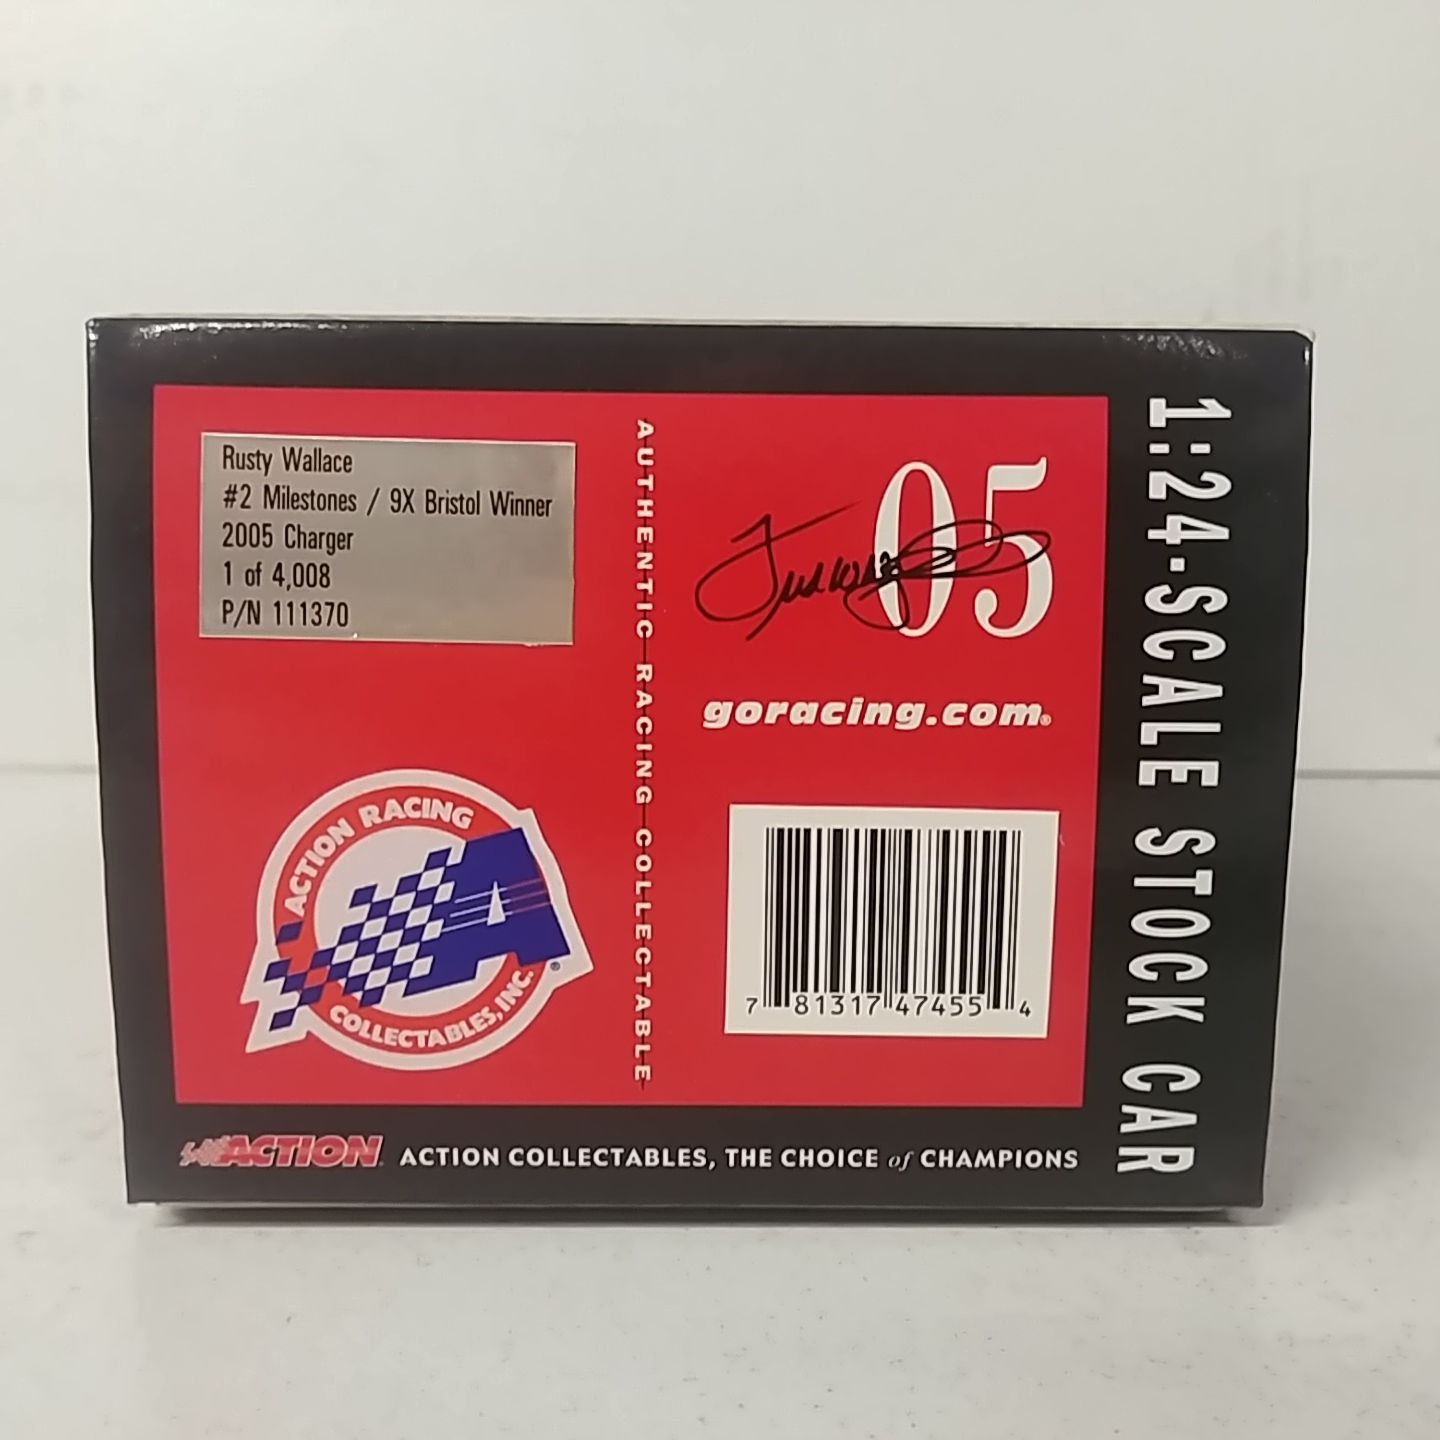 Rusty Wallace
#2 Milestones / 9X Bristol Winner
2005 Charger
1 of 4,008
P/N 111370
AUTHENTIC RACING COLLECTABLE
05
goracing.com®
ACTION RACING
A
COLLECTABLES, INC.
®
7 81317 47455 4
1:24-SCALE STOCK CAR
ACTION
ACTION COLLECTABLES, THE CHOICE of CHAMPIONS